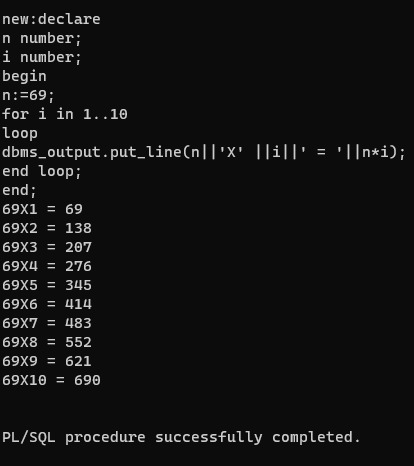 new:declare
n number;
i number;
begin
n:=69;
for i in 1..10
loop
dbms_output.put_line(n||'X' ||i||' = '||n*i);
end loop;
end;
69X1 = 69
69X2 = 138
69X3 = 207
69X4 = 276
69X5 = 345
69X6 = 414
69X7 = 483
69X8 = 552
69X9 = 621
69X10 = 690
PL/SQL procedure successfully completed.